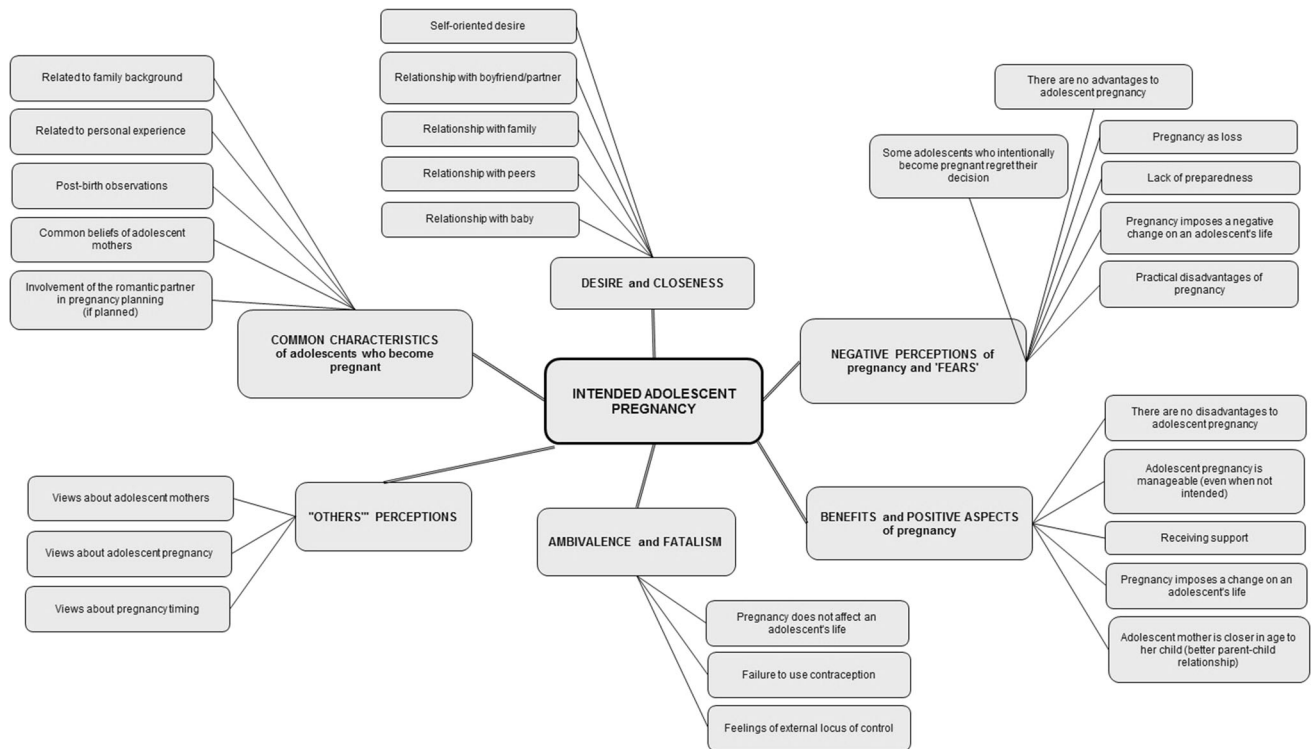 Self-oriented desire
Relationship with boyfriend/partner
Relationship with family
Relationship with peers
Relationship with baby
DESIRE and CLOSENESS
Related to family background
Related to personal experience
Post-birth observations
Common beliefs of adolescent
mothers
Involvement of the romantic partner
in pregnancy planning
(if planned)
COMMON CHARACTERISTICS
of adolescents who become
pregnant
There are no advantages to
adolescent pregnancy
Some adolescents who intentionally
become pregnant regret their
decision
Pregnancy as loss
Lack of preparedness
Pregnancy imposes a negative
change on an adolescent's life
Practical disadvantages of
pregnancy
NEGATIVE PERCEPTIONS of
pregnancy and 'FEARS'
INTENDED ADOLESCENT
PREGNANCY
Views about adolescent mothers
Views about adolescent pregnancy
Views about pregnancy timing
"OTHERS'" PERCEPTIONS
AMBIVALENCE and FATALISM
Pregnancy does not affect an
adolescent's life
Failure to use contraception
Feelings of external locus of control
BENEFITS and POSITIVE ASPECTS
of pregnancy
There are no disadvantages to
adolescent pregnancy
Adolescent pregnancy is
manageable (even when not
intended)
Receiving support
Pregnancy imposes a change on an
adolescent's life
Adolescent mother is closer in age to
her child (better parent-child
relationship)